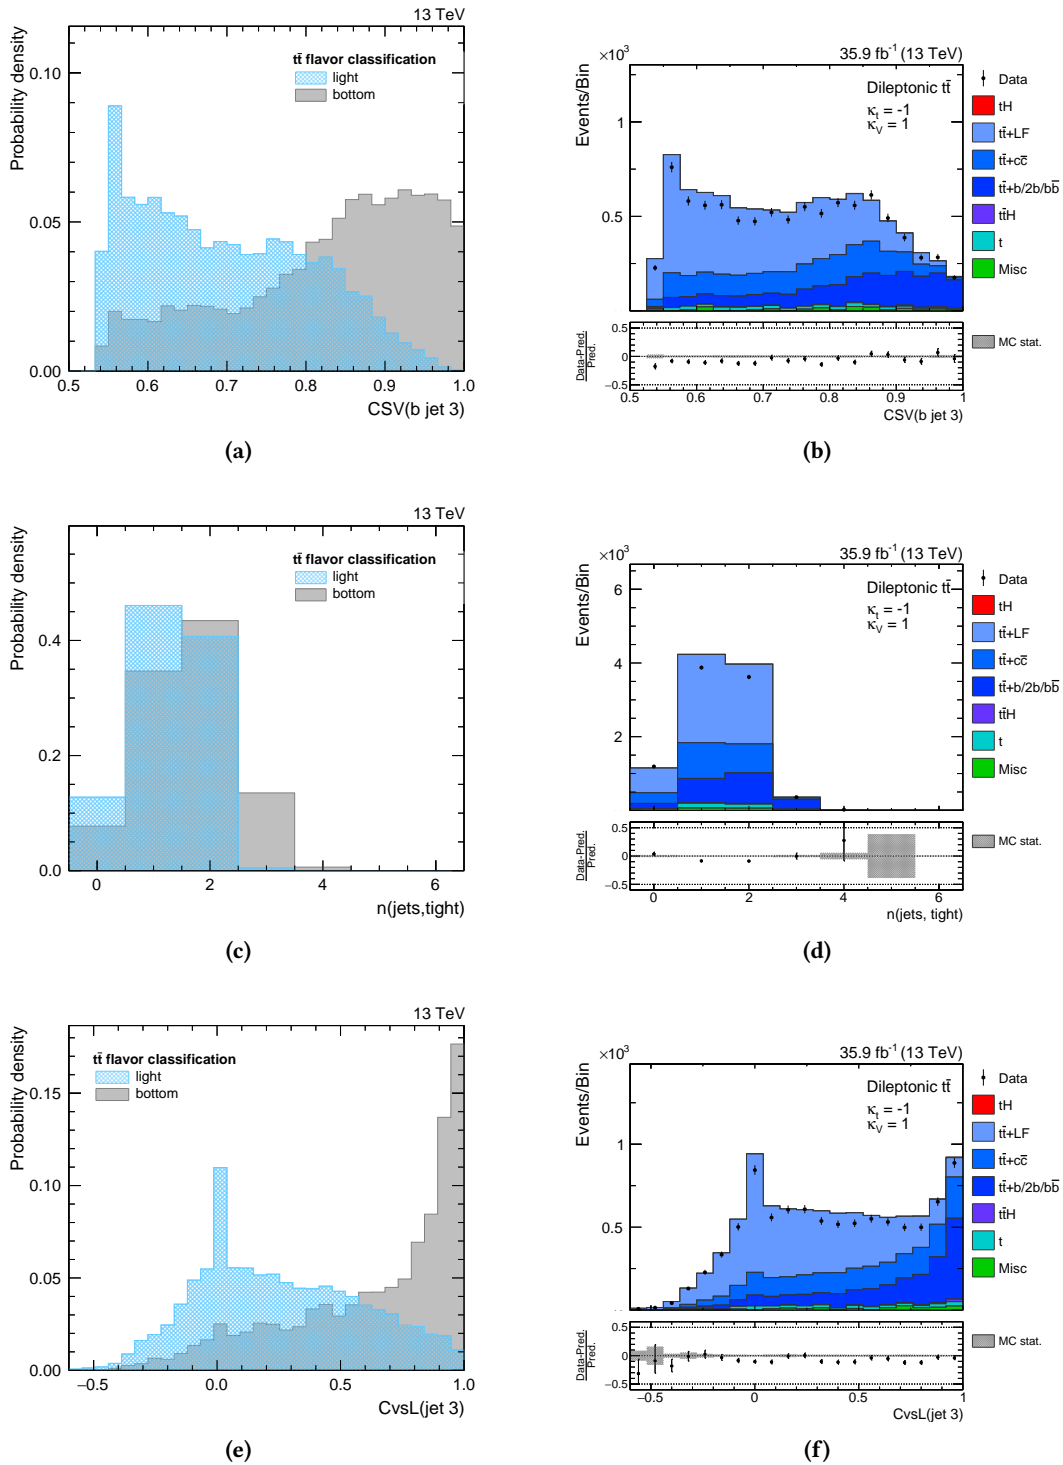 13 TeV
Probability density
tt̄ flavor classification
light
bottom
0.10
0.05
0.00
0.5 0.6 0.7 0.8 0.9 1.0
CSV(b jet 3)
(a)
35.9 fb⁻¹ (13 TeV)
×10³
Events/Bin
Dileptonic tt̄
κₜ = -1
κᵥ = 1
1
0.5
Data
tH
tt̄+LF
tt̄+cc̄
tt̄+b/2b/bb̄
tt̄H
t
Misc
Data-Pred.
Pred.
0.5
0
−0.5
MC stat.
0.5 0.6 0.7 0.8 0.9 1
CSV(b jet 3)
(b)
13 TeV
Probability density
tt̄ flavor classification
light
bottom
0.4
0.2
0.0
0 2 4 6
n(jets,tight)
(c)
35.9 fb⁻¹ (13 TeV)
×10³
Events/Bin
Dileptonic tt̄
κₜ = -1
κᵥ = 1
6
4
2
Data
tH
tt̄+LF
tt̄+cc̄
tt̄+b/2b/bb̄
tt̄H
t
Misc
Data-Pred.
Pred.
0.5
0
−0.5
MC stat.
0 2 4 6
n(jets, tight)
(d)
13 TeV
Probability density
tt̄ flavor classification
light
bottom
0.15
0.10
0.05
0.00
−0.5 0.0 0.5 1.0
CvsL(jet 3)
(e)
35.9 fb⁻¹ (13 TeV)
×10³
Events/Bin
Dileptonic tt̄
κₜ = -1
κᵥ = 1
1
0.5
Data
tH
tt̄+LF
tt̄+cc̄
tt̄+b/2b/bb̄
tt̄H
t
Misc
Data-Pred.
Pred.
0.5
0
−0.5
MC stat.
−0.5 0 0.5 1
CvsL(jet 3)
(f)